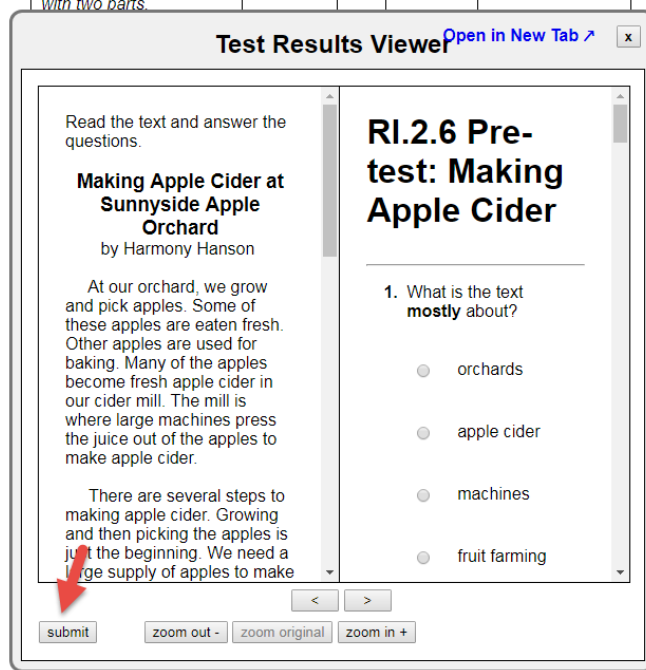 with two parts.
Test Results Viewer
Open in New Tab ↗
x
Read the text and answer the
questions.
Making Apple Cider at
Sunnyside Apple
Orchard
by Harmony Hanson
At our orchard, we grow
and pick apples. Some of
these apples are eaten fresh.
Other apples are used for
baking. Many of the apples
become fresh apple cider in
our cider mill. The mill is
where large machines press
the juice out of the apples to
make apple cider.
There are several steps to
making apple cider. Growing
and then picking the apples is
just the beginning. We need a
large supply of apples to make
RI.2.6 Pre-
test: Making
Apple Cider
1. What is the text
mostly about?
orchards
apple cider
machines
fruit farming
< >
submit zoom out - zoom original zoom in +